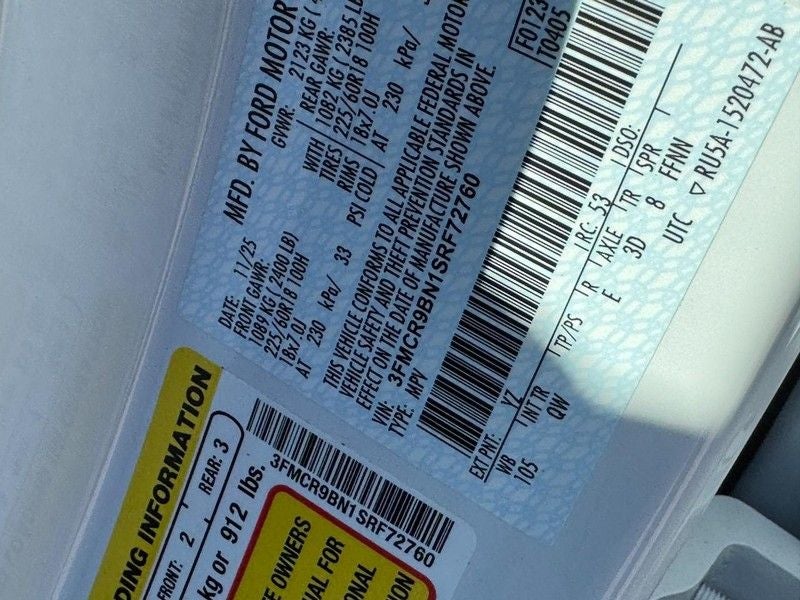 MFD. BY FORD MOTOR
DATE: 11/25 GVWR: 2123 KG (
FRONT GAWR: REAR GAWR:
1089 KG ( 2400 LB) 1082 KG ( 2385 LB
225/60R18 100H WITH TIRES 225/60R18 100H
18x7.0J RIMS 18x7.0J
AT 230 kPa/ 33 PSI COLD AT 230 kPa/
THIS VEHICLE CONFORMS TO ALL APPLICABLE FEDERAL MOTOR
VEHICLE SAFETY AND THEFT PREVENTION STANDARDS IN
EFFECT ON THE DATE OF MANUFACTURE SHOWN ABOVE.
VIN: 3FMCR9BN1SRF72760
TYPE: MPV
F0123
T0405
EXT PNT: YZ RC: 53 DSO:
WB INT TR TP/PS R AXLE TR SPR
105 QW E 3D 8 FFNN
UTC ▽ RU5A-1520472-AB
DING INFORMATION
FRONT: 2 REAR: 3
kg or 912 lbs.
3FMCR9BN1SRF72760
E OWNERS
UAL FOR
ONAL
TION